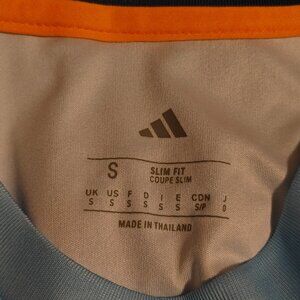 S SLIM FIT
COUPE SLIM
UK US F D I E CDN J
S S S S S S S/P O
MADE IN THAILAND